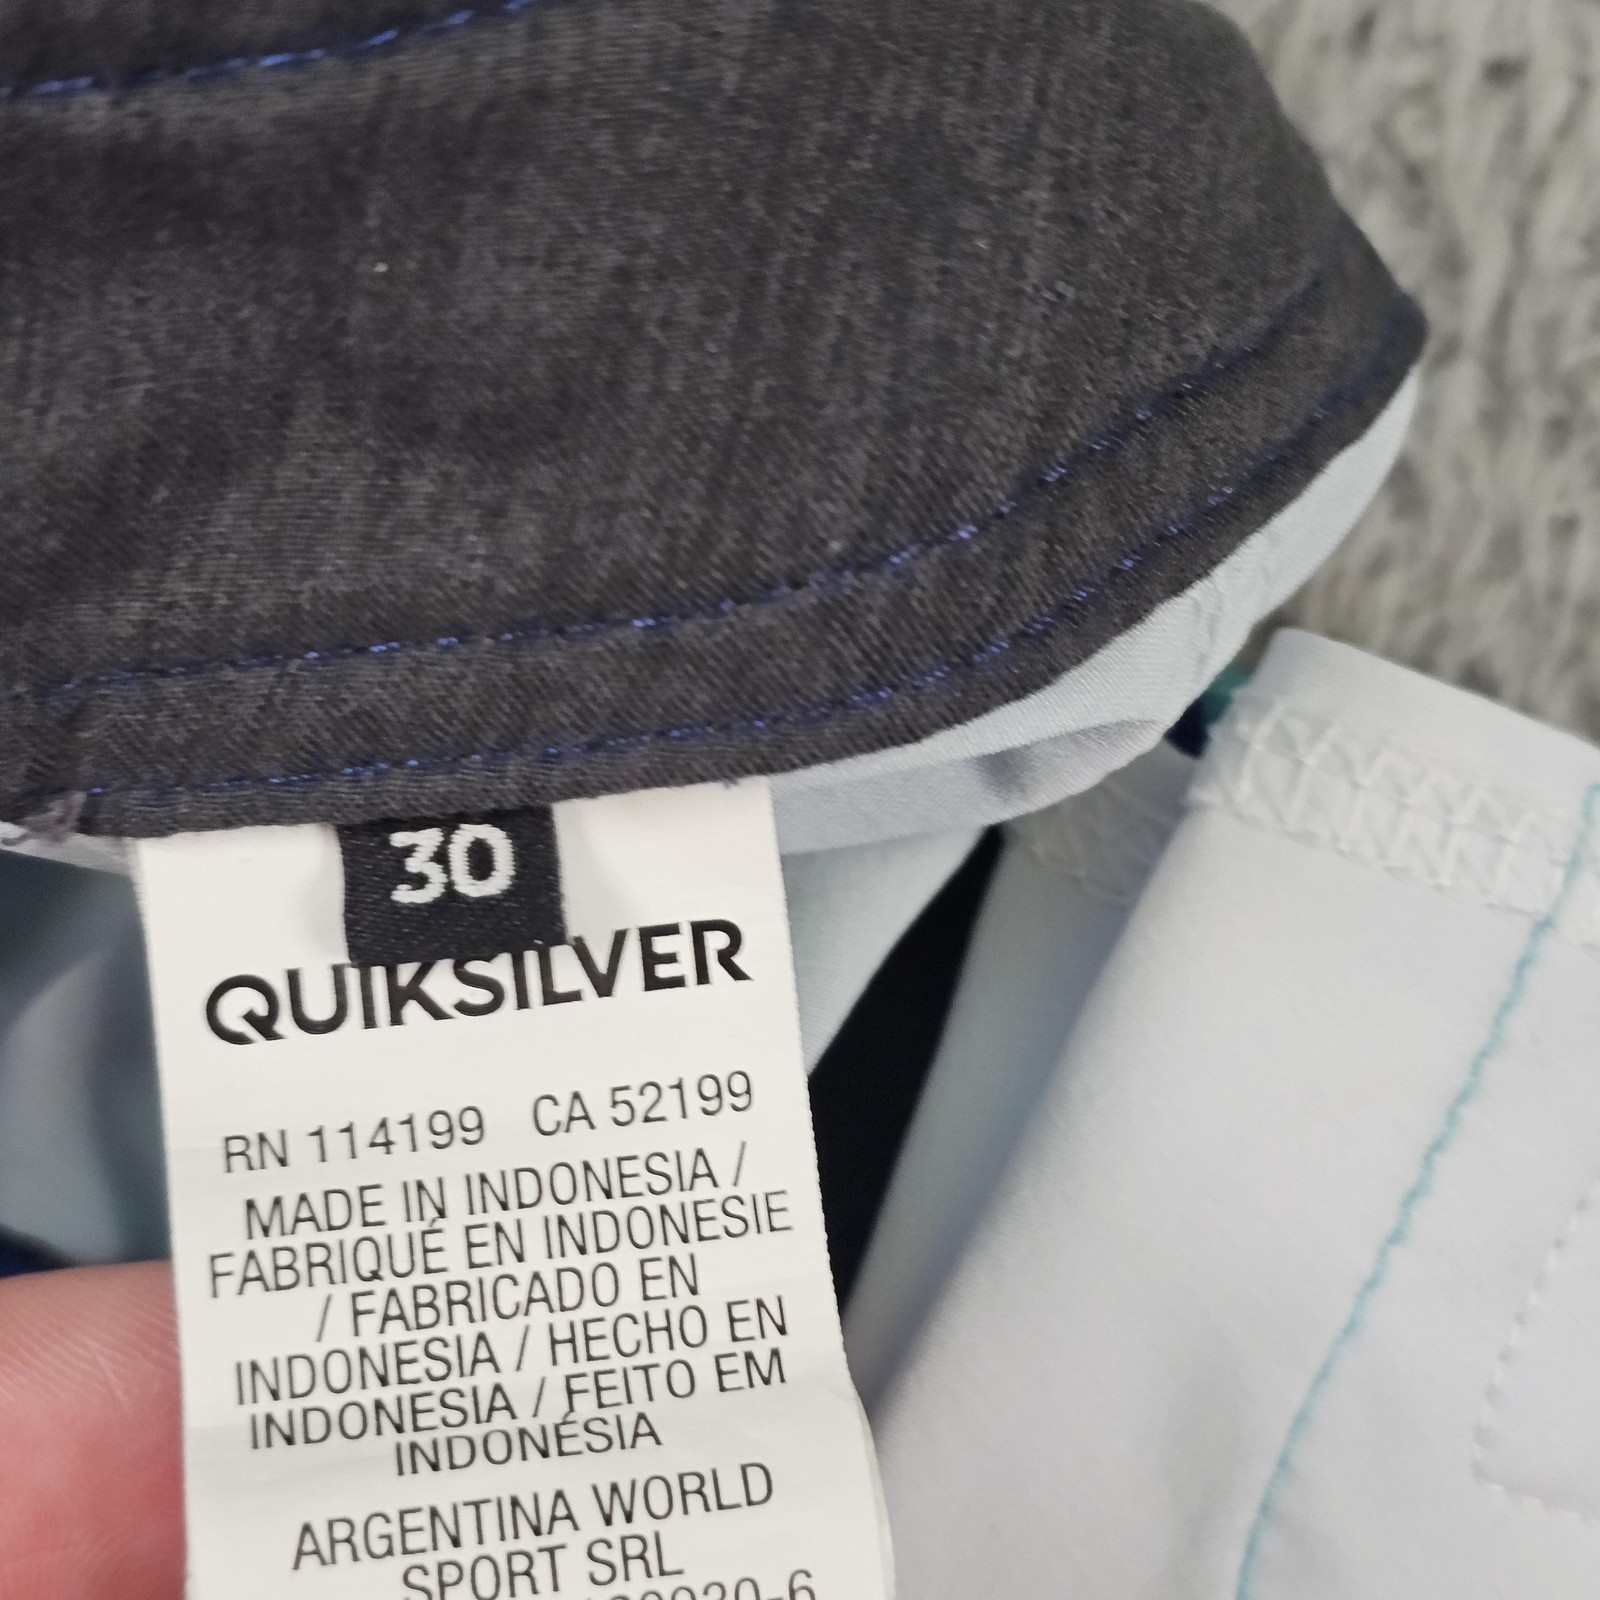 30
QUIKSILVER
RN 114199 CA 52199
MADE IN INDONESIA /
FABRIQUÉ EN INDONESIE
/ FABRICADO EN
INDONESIA / HECHO EN
INDONESIA / FEITO EM
INDONÉSIA
ARGENTINA WORLD
SPORT SRL